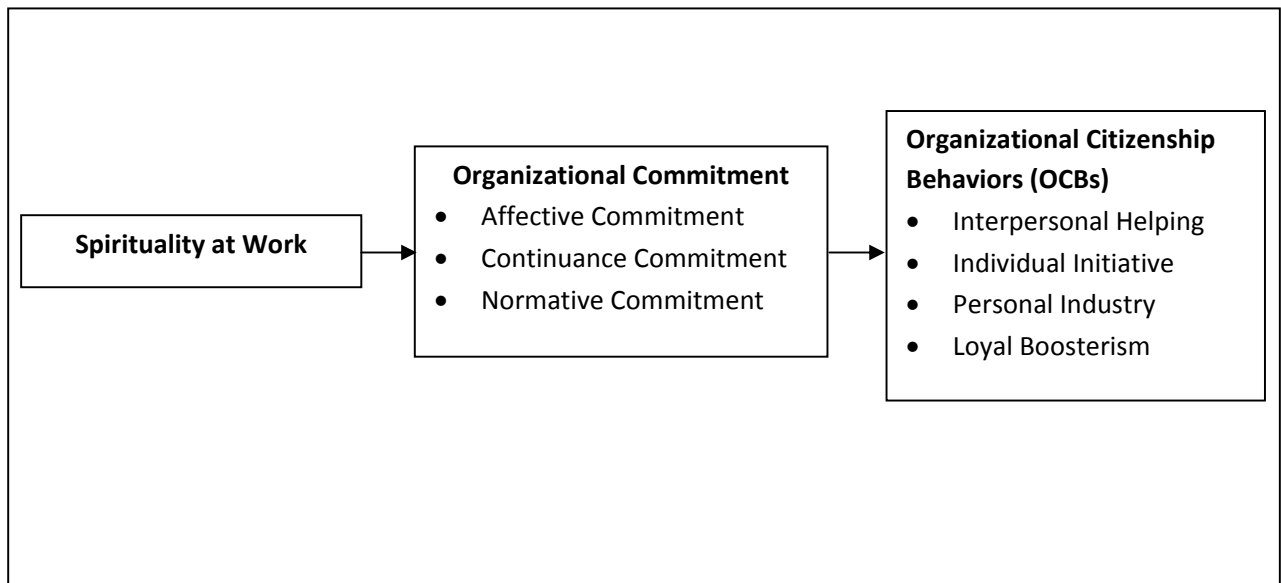 Spirituality at Work
Organizational Commitment
• Affective Commitment
• Continuance Commitment
• Normative Commitment
Organizational Citizenship
Behaviors (OCBs)
• Interpersonal Helping
• Individual Initiative
• Personal Industry
• Loyal Boosterism